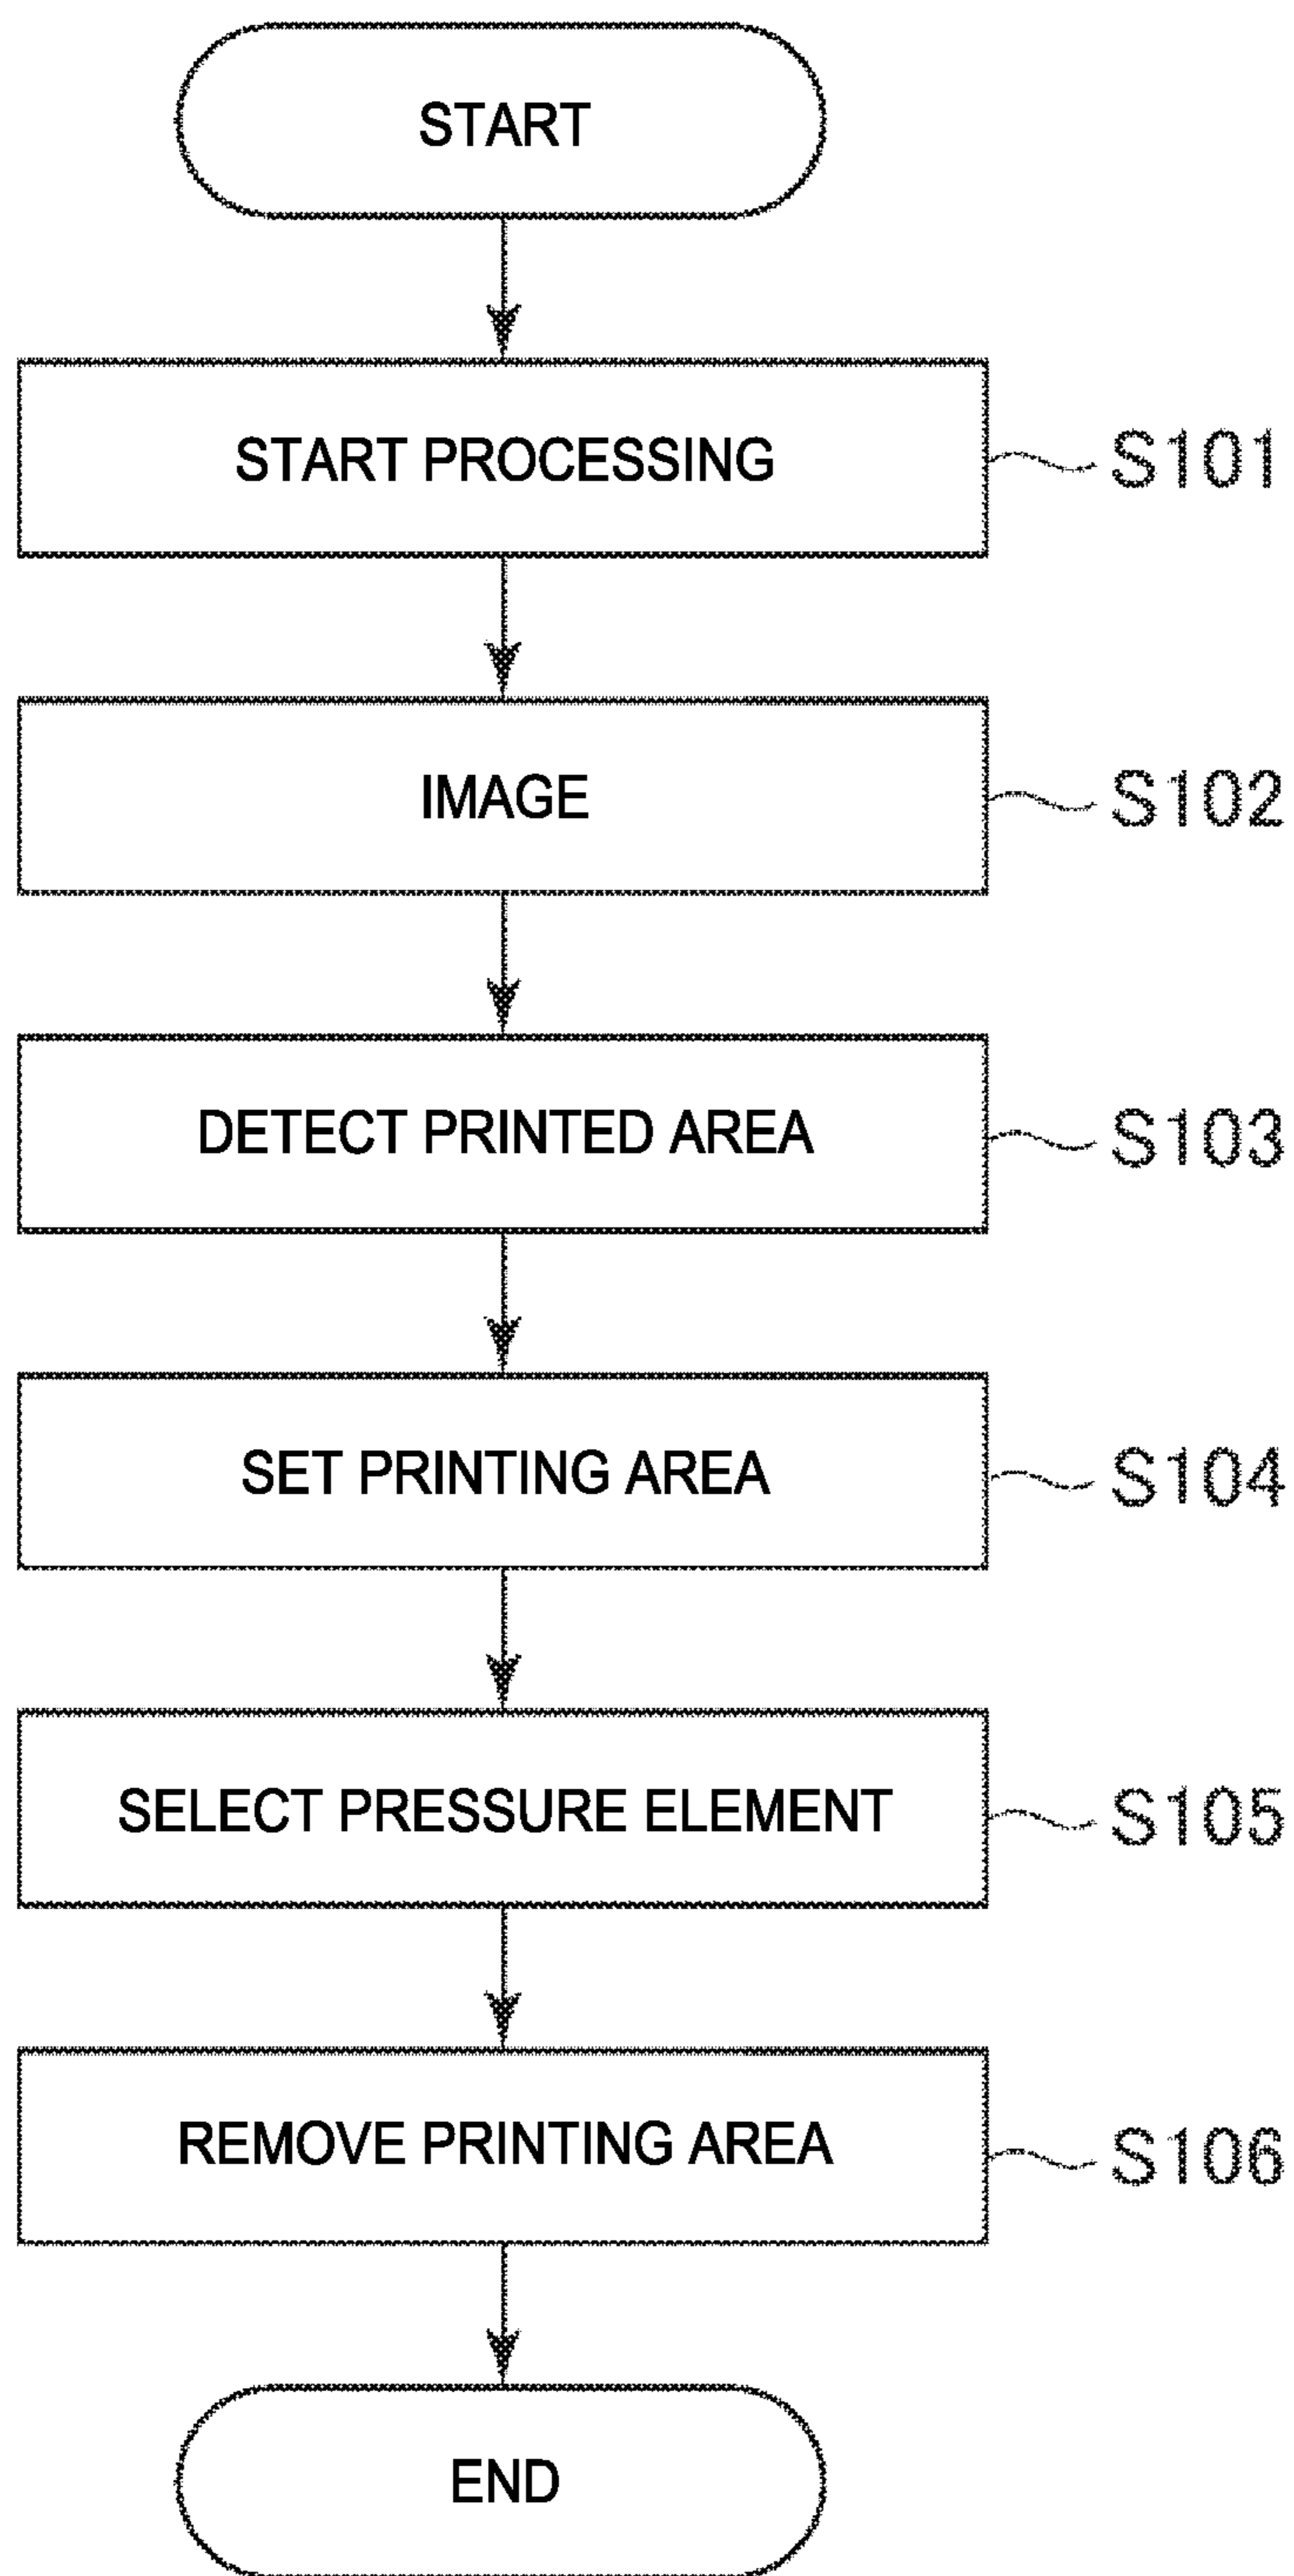 START
START PROCESSING
S101
IMAGE
S102
DETECT PRINTED AREA
S103
SET PRINTING AREA
S104
SELECT PRESSURE ELEMENT
S105
REMOVE PRINTING AREA
S106
END